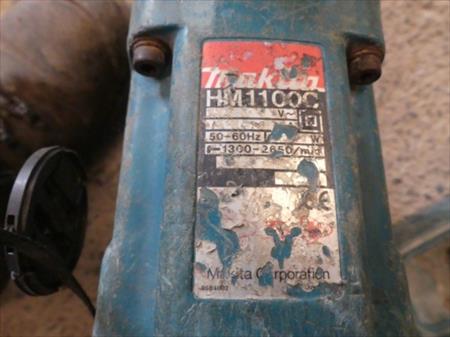 Makita
HM1100C
V~
50-60Hz W
1300-2650/min
CE
Makita Corporation